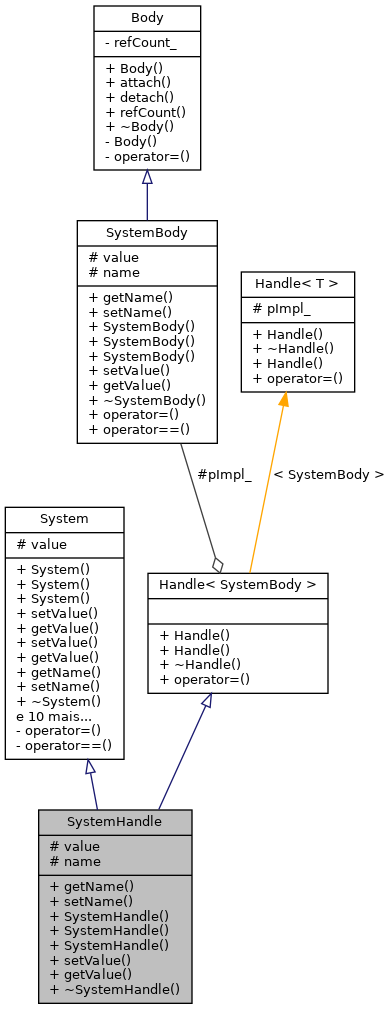 Body
- refCount_
+ Body()
+ attach()
+ detach()
+ refCount()
+ ~Body()
- Body()
- operator=()
SystemBody
# value
# name
+ getName()
+ setName()
+ SystemBody()
+ SystemBody()
+ SystemBody()
+ setValue()
+ getValue()
+ ~SystemBody()
+ operator=()
+ operator==()
Handle< T >
# pImpl_
+ Handle()
+ ~Handle()
+ Handle()
+ operator=()
#pImpl_
< SystemBody >
System
# value
+ System()
+ System()
+ System()
+ setValue()
+ getValue()
+ setValue()
+ getValue()
+ getName()
+ setName()
+ ~System()
e 10 mais...
- operator=()
- operator==()
Handle< SystemBody >
+ Handle()
+ Handle()
+ ~Handle()
+ operator=()
SystemHandle
# value
# name
+ getName()
+ setName()
+ SystemHandle()
+ SystemHandle()
+ SystemHandle()
+ setValue()
+ getValue()
+ ~SystemHandle()